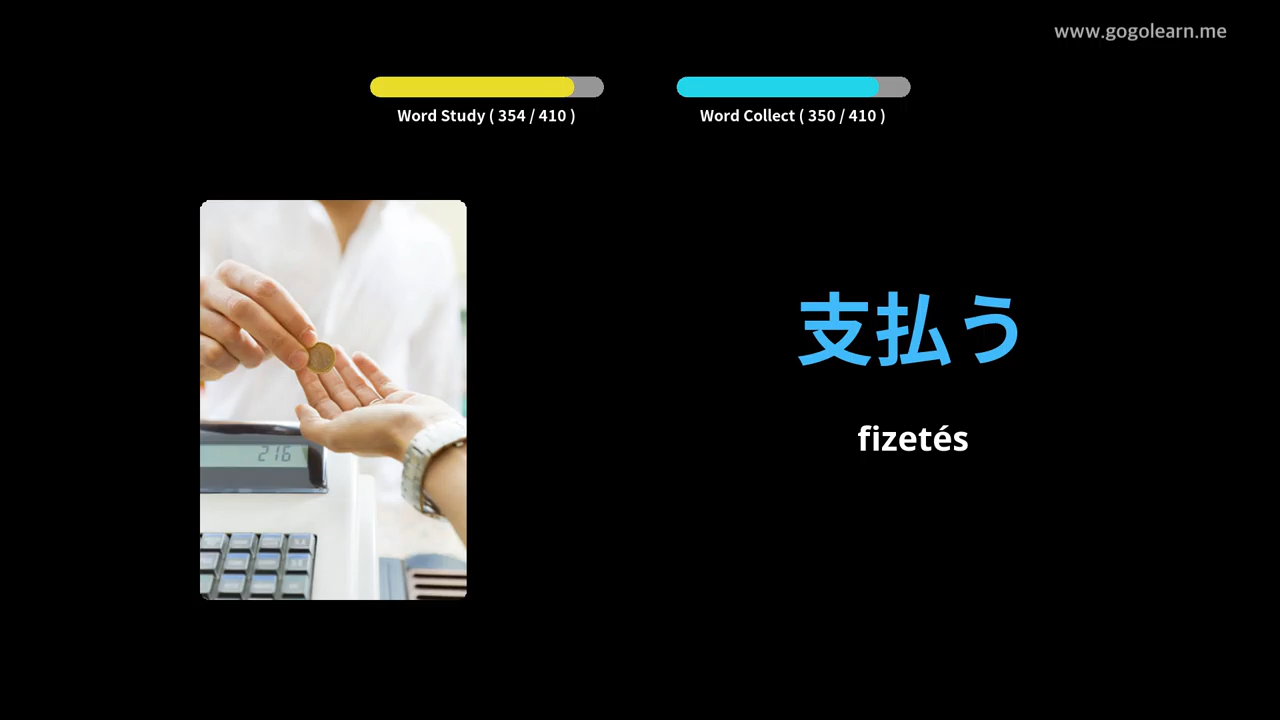 www.gogolearn.me
Word Study ( 354 / 410 )
Word Collect ( 350 / 410 )
支払う
fizetés
216